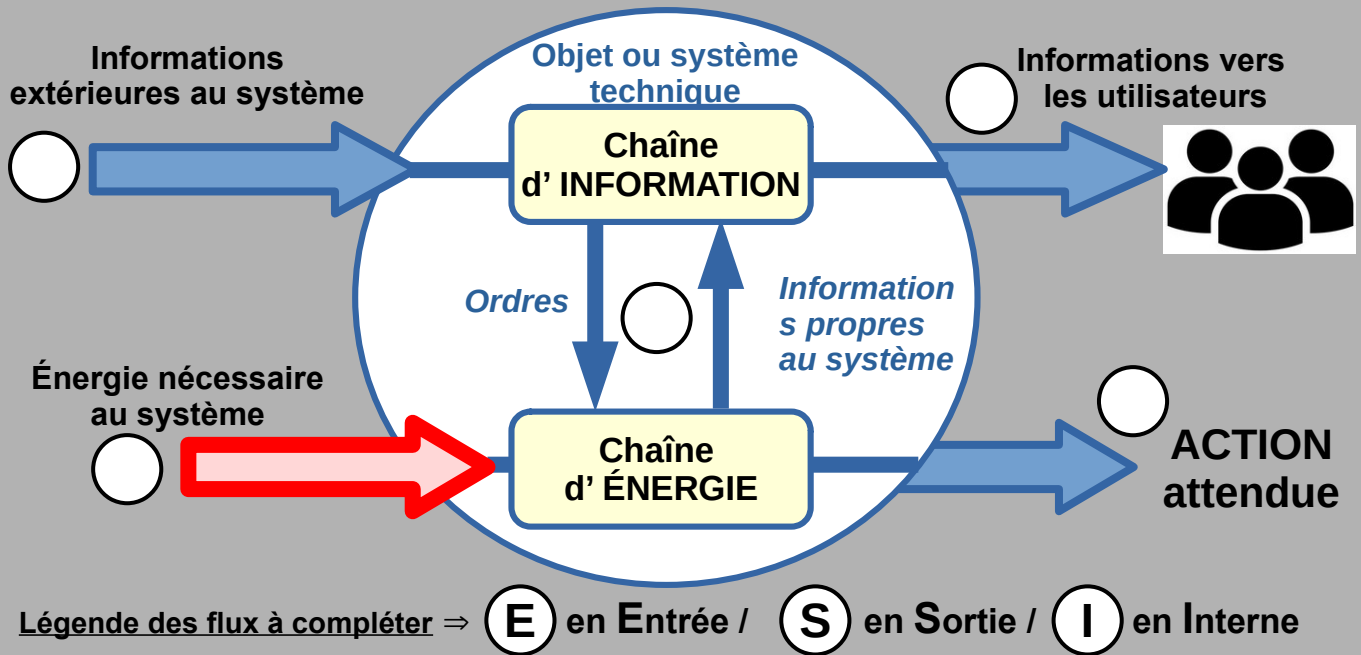 Informations
extérieures au système
Objet ou système
technique
Informations vers
les utilisateurs
Chaîne
d’ INFORMATION
Ordres
Information
s propres
au système
Énergie nécessaire
au système
Chaîne
d’ ÉNERGIE
ACTION
attendue
Légende des flux à compléter ⇒ E en Entrée / S en Sortie / I en Interne